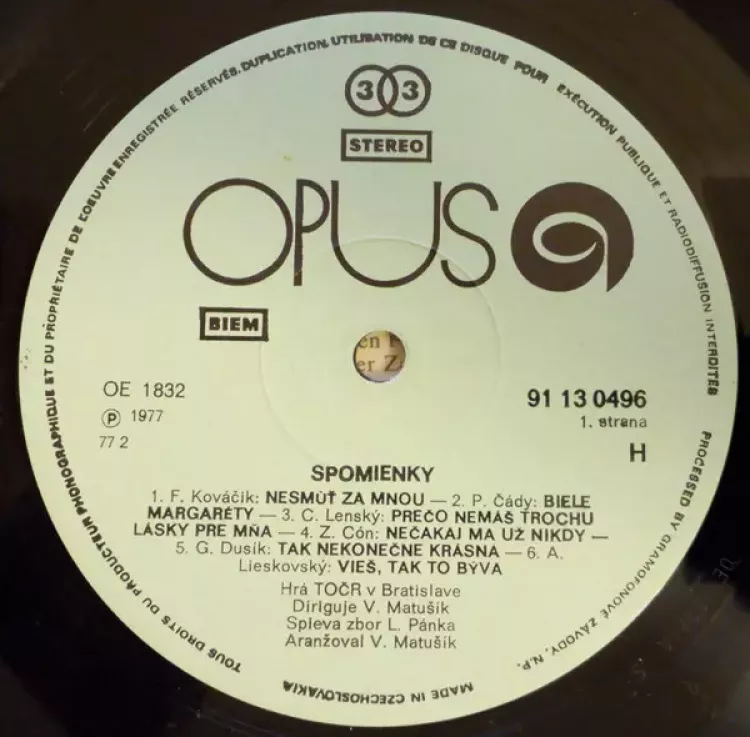 TOUS DROITS DU PRODUCTEUR PHONOGRAPHIQUE ET DU PROPRIÉTAIRE DE L'OEUVRE ENREGISTRÉE RÉSERVÉS. DUPLICATION, UTILISATION DE CE DISQUE POUR EXÉCUTION PUBLIQUE ET RADIODIFFUSION INTERDITES
33
STEREO
OPUS
BIEM
en
er Z
OE 1832
℗ 1977
77 2
91 13 0496
1. strana
H
SPOMIENKY
1. F. Kováčik: NESMÚŤ ZA MNOU — 2. P. Čády: BIELE
MARGARÉTY — 3. C. Lenský: PREČO NEMÁŠ TROCHU
LÁSKY PRE MŇA — 4. Z. Cón: NEČAKAJ MA UŽ NIKDY —
5. G. Dusík: TAK NEKONEČNE KRÁSNA — 6. A.
Lieskovský: VIEŠ, TAK TO BÝVA
Hrá TOČR v Bratislave
Diriguje V. Matušík
Spieva zbor L. Pánka
Aranžoval V. Matušík
PROCESSED BY GRAMOFONOVÉ ZÁVODY, N.P.
MADE IN CZECHOSLOVAKIA